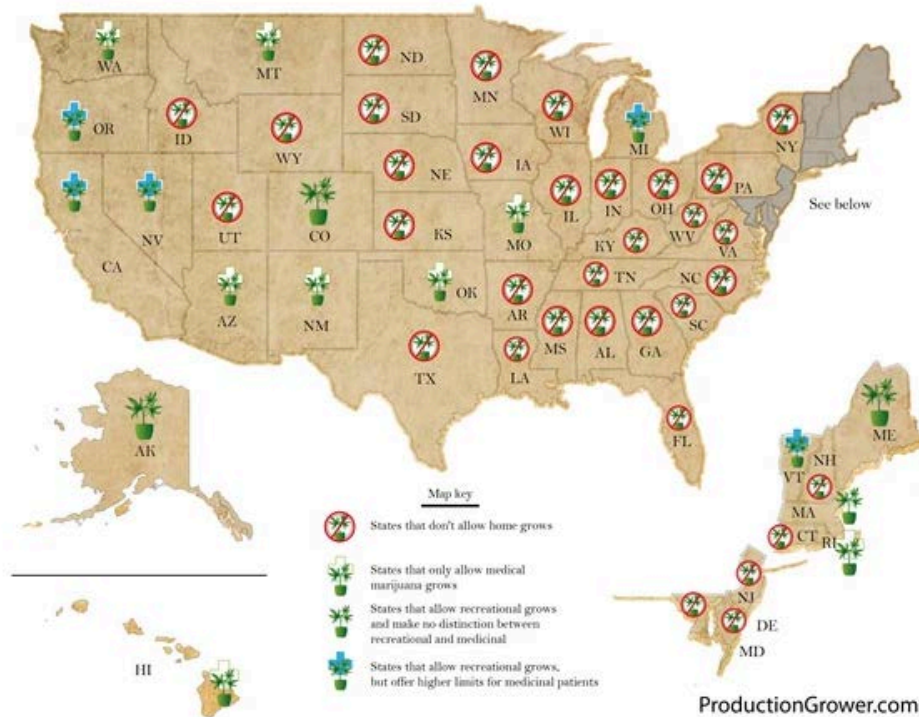 WA
MT
ND
MN
OR
ID
WY
SD
WI
MI
NY
NE
IA
PA
NV
UT
CO
KS
MO
IL
IN
OH
WV
VA
KY
See below
CA
AZ
NM
OK
AR
TN
NC
SC
MS
AL
GA
TX
LA
FL
AK
ME
VT
NH
MA
CT
RI
NJ
DE
MD
HI
Map key
States that don't allow home grows
States that only allow medical
marijuana grows
States that allow recreational grows
and make no distinction between
recreational and medicinal
States that allow recreational grows,
but offer higher limits for medicinal patients
ProductionGrower.com